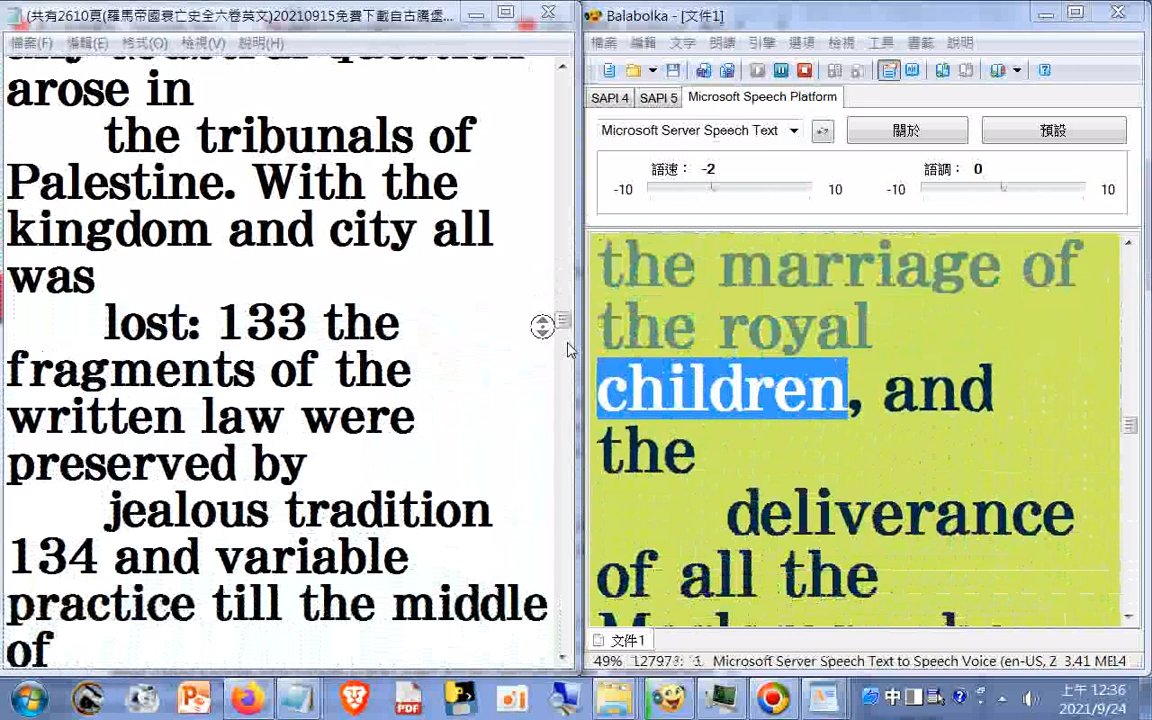 (共有2610頁(羅馬帝國衰亡史全六卷英文)20210915免費下載自古騰堡...
檔案(F) 編輯(E) 格式(O) 檢視(V) 說明(H)
any doubtful question
arose in
the tribunals of
Palestine. With the
kingdom and city all
was
lost: 133 the
fragments of the
written law were
preserved by
jealous tradition
134 and variable
practice till the middle
of
Balabolka - [文件1]
檔案 編輯 文字 朗讀 引擎 選項 檢視 工具 書籤 說明
SAPI 4 SAPI 5 Microsoft Speech Platform
Microsoft Server Speech Text 關於 預設
語速： -2 語調： 0
-10 10 -10 10
the marriage of
the royal
children, and
the
deliverance
of all the
文件1
49% 1 Microsoft Server Speech Text to Speech Voice (en-US, Z 3.41
中
上午 12:36
2021/9/24